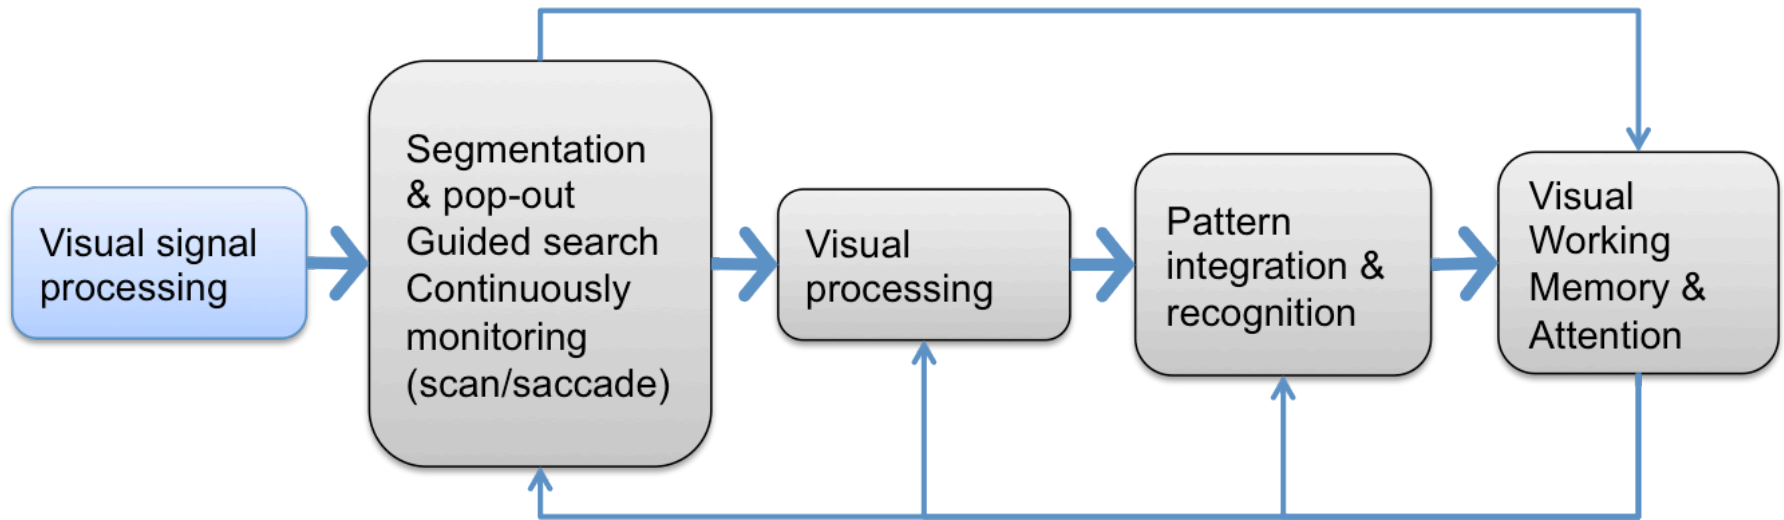 Visual signal
processing
Segmentation
& pop-out
Guided search
Continuously
monitoring
(scan/saccade)
Visual
processing
Pattern
integration &
recognition
Visual
Working
Memory &
Attention